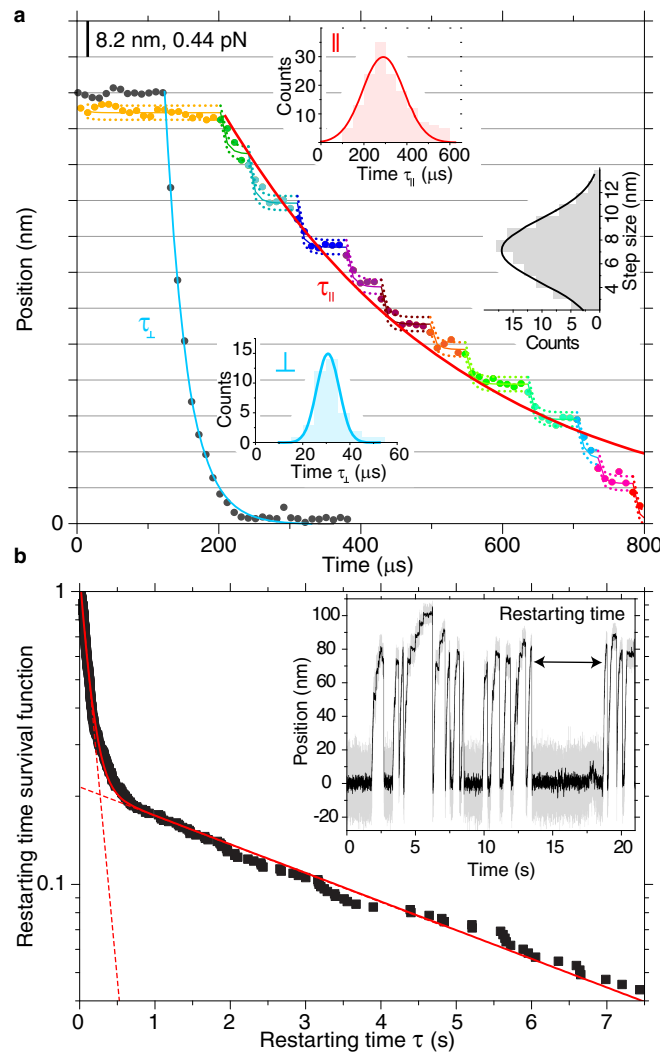 a
8.2 nm, 0.44 pN
||
Counts
35
30
20
10
0
0 200 400 600
Time τ|| (μs)
Position (nm)
τ⊥
τ||
4 6 8 10 12
Step size (nm)
15 10 5 0
Counts
⊥
Counts
15
10
5
0
0 20 40 60
Time τ⊥ (μs)
0
0 200 400 600 800
Time (μs)
b
Restarting time survival function
1
0.1
Restarting time
Position (nm)
100
80
60
40
20
0
-20
0 5 10 15 20
Time (s)
0 1 2 3 4 5 6 7
Restarting time τ (s)